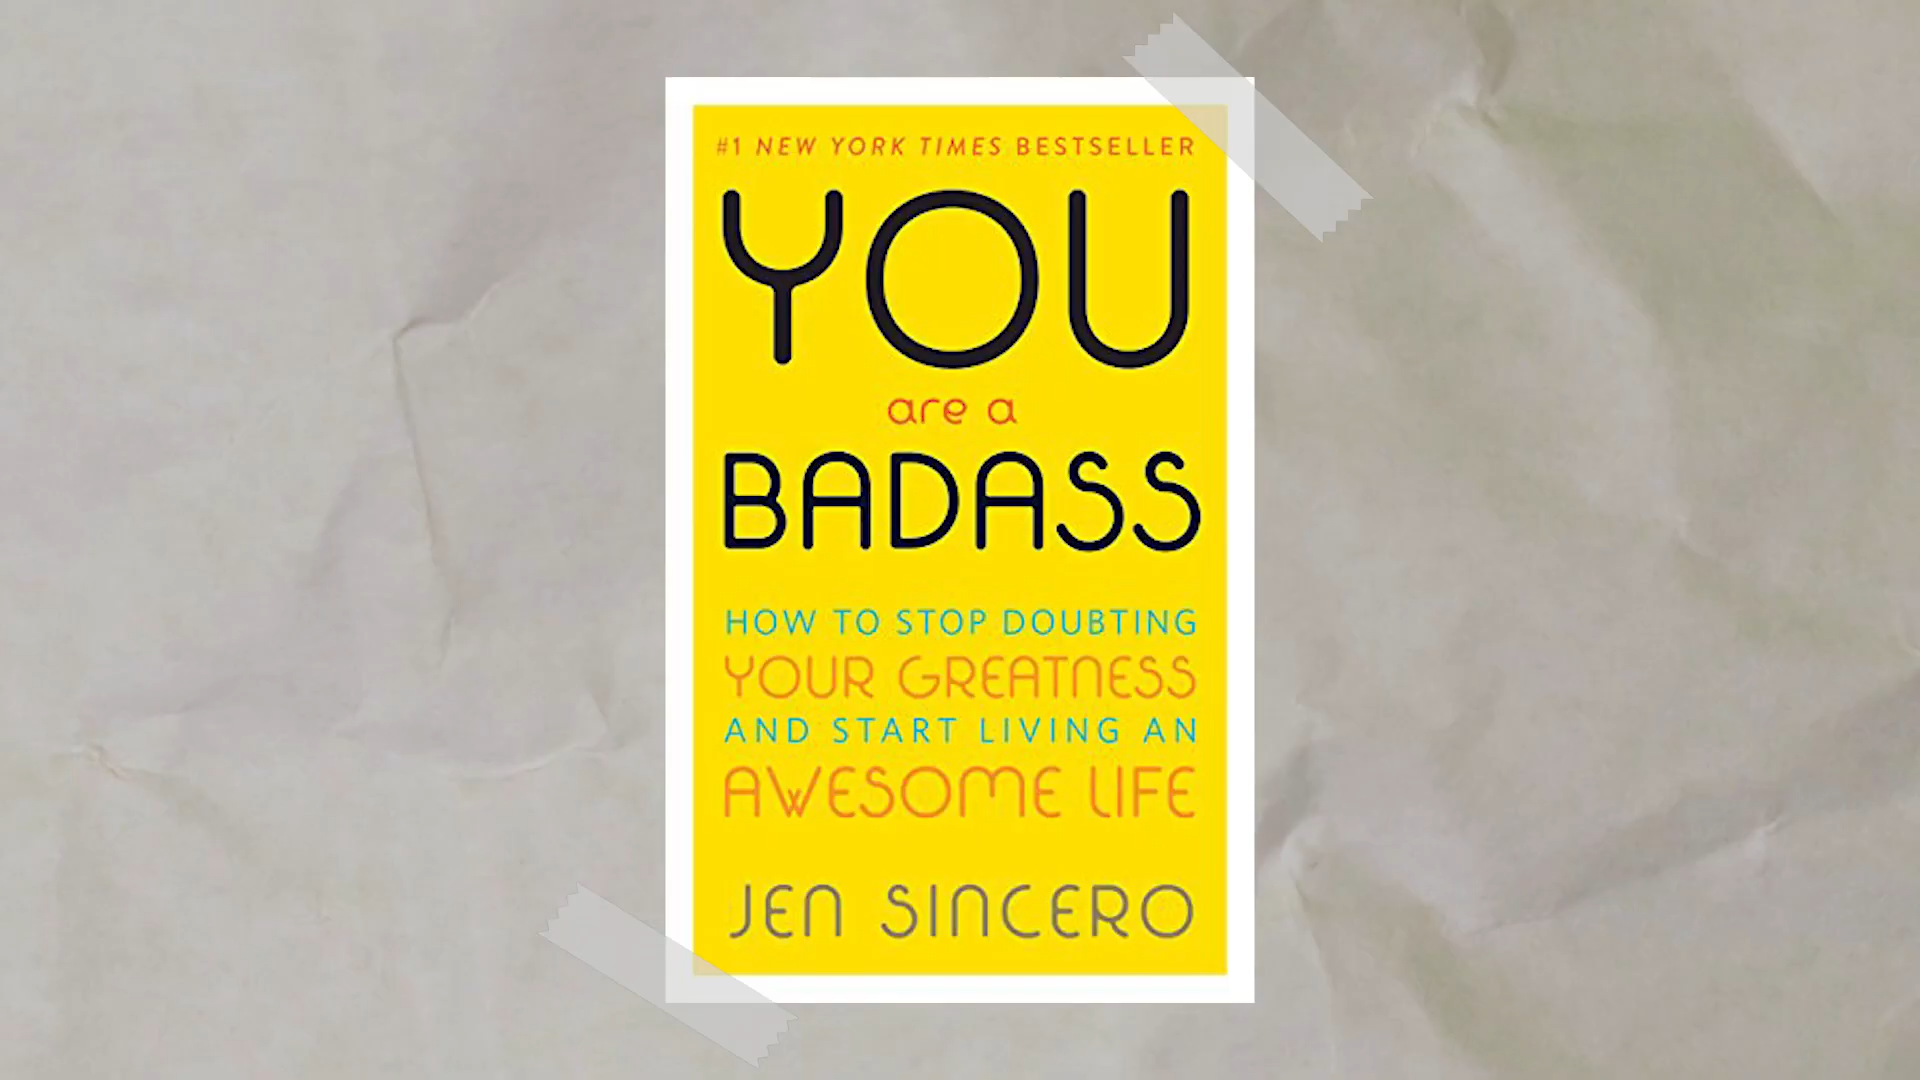 #1 NEW YORK TIMES BESTSELLER
YOU
are a
BADASS
HOW TO STOP DOUBTING
YOUR GREATNESS
AND START LIVING AN
AWESOME LIFE
JEN SINCERO